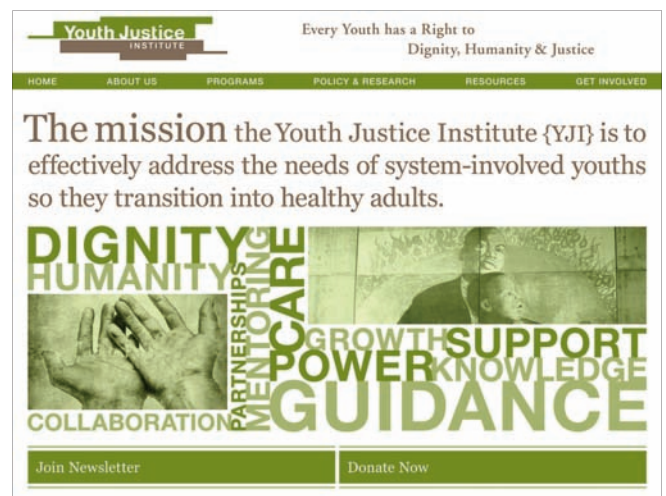 Youth Justice
INSTITUTE
Every Youth has a Right to
Dignity, Humanity & Justice
HOME ABOUT US PROGRAMS POLICY & RESEARCH RESOURCES GET INVOLVED
The mission the Youth Justice Institute {YJI} is to
effectively address the needs of system-involved youths
so they transition into healthy adults.
DIGNITY
HUMANITY
PARTNERSHIPS
MENTORING
CARE
GROWTH
SUPPORT
POWER
KNOWLEDGE
GUIDANCE
COLLABORATION
Join Newsletter
Donate Now